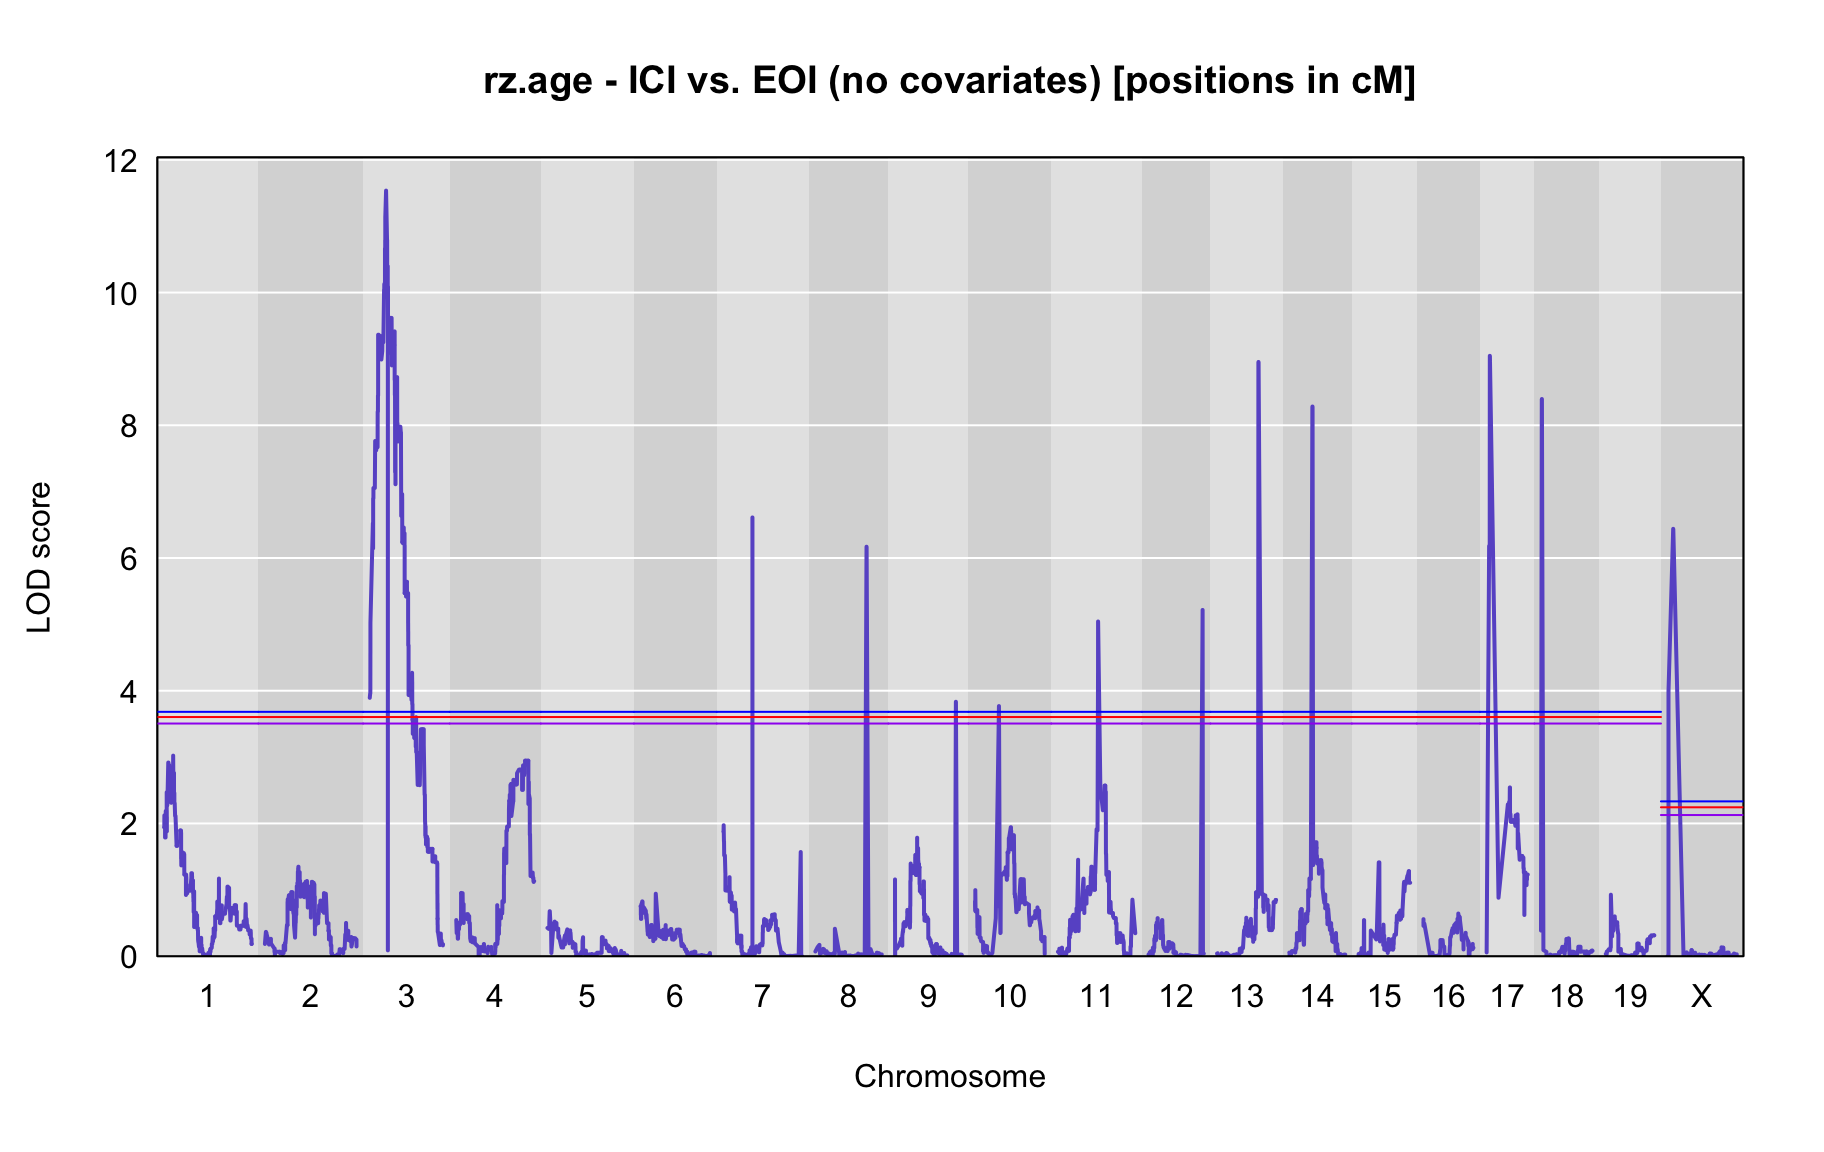 rz.age - ICI vs. EOI (no covariates) [positions in cM]
12
10
8
6
4
2
0
LOD score
1 2 3 4 5 6 7 8 9 10 11 12 13 14 15 16 17 18 19 X
Chromosome